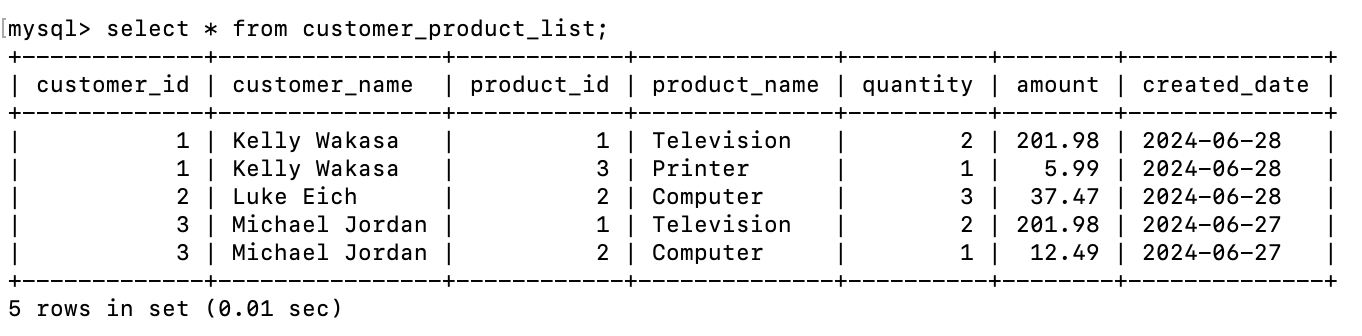 [mysql> select * from customer_product_list;
+-------------+----------------+------------+--------------+----------+--------+--------------+
| customer_id | customer_name  | product_id | product_name | quantity | amount | created_date |
+-------------+----------------+------------+--------------+----------+--------+--------------+
|           1 | Kelly Wakasa   |          1 | Television   |        2 | 201.98 | 2024-06-28   |
|           1 | Kelly Wakasa   |          3 | Printer      |        1 |   5.99 | 2024-06-28   |
|           2 | Luke Eich      |          2 | Computer     |        3 |  37.47 | 2024-06-28   |
|           3 | Michael Jordan |          1 | Television   |        2 | 201.98 | 2024-06-27   |
|           3 | Michael Jordan |          2 | Computer     |        1 |  12.49 | 2024-06-27   |
+-------------+----------------+------------+--------------+----------+--------+--------------+
5 rows in set (0.01 sec)